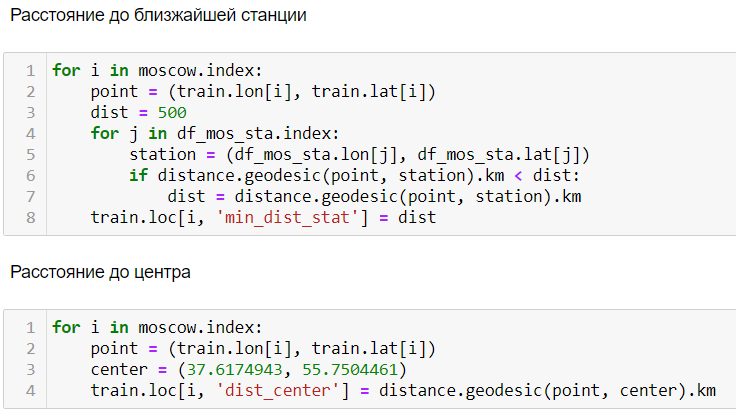 Расстояние до близжайшей станции
1 for i in moscow.index:
2     point = (train.lon[i], train.lat[i])
3     dist = 500
4     for j in df_mos_sta.index:
5         station = (df_mos_sta.lon[j], df_mos_sta.lat[j])
6         if distance.geodesic(point, station).km < dist:
7             dist = distance.geodesic(point, station).km
8     train.loc[i, 'min_dist_stat'] = dist
Расстояние до центра
1 for i in moscow.index:
2     point = (train.lon[i], train.lat[i])
3     center = (37.6174943, 55.7504461)
4     train.loc[i, 'dist_center'] = distance.geodesic(point, center).km